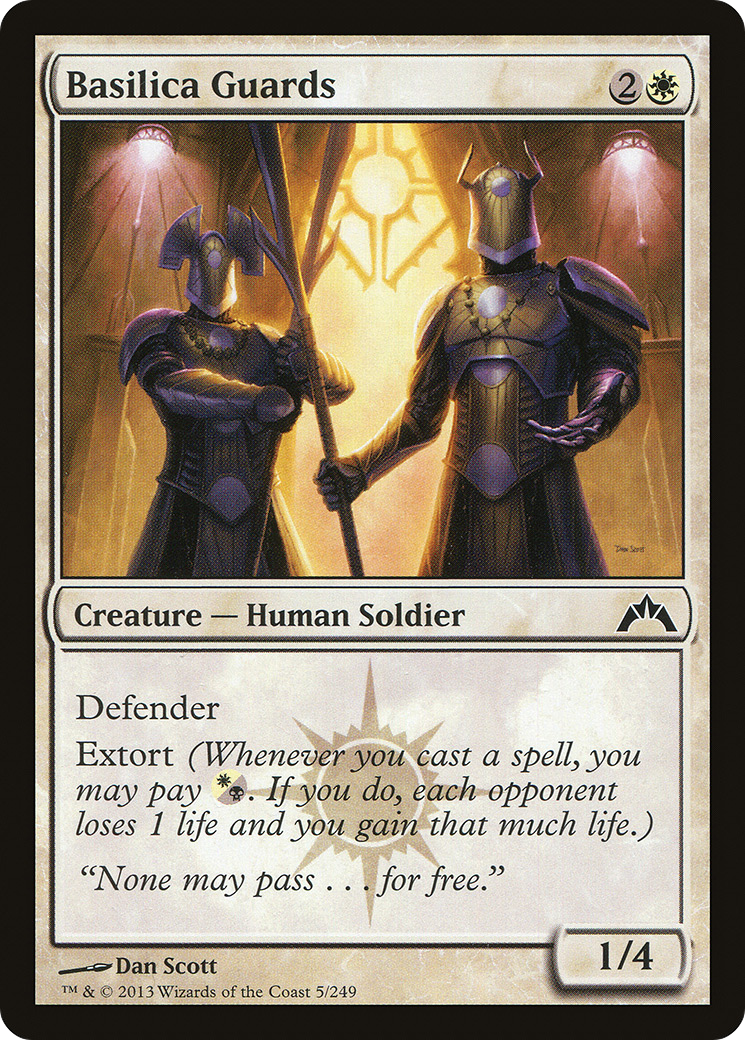 Basilica Guards 2
Dan Scott
Creature — Human Soldier
Defender
Extort (Whenever you cast a spell, you
may pay . If you do, each opponent
loses 1 life and you gain that much life.)
“None may pass . . . for free.”
1/4
Dan Scott
™ & © 2013 Wizards of the Coast 5/249